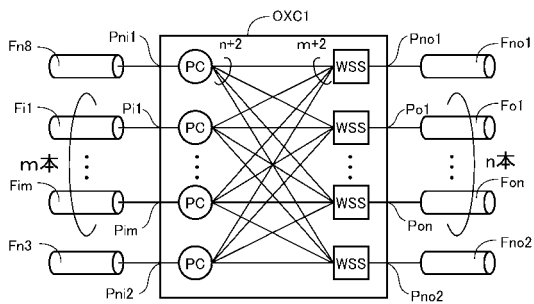 OXC1
Fn8 Pni1 n+2 m+2 Pno1 Fno1
PC WSS
Fi1 Pi1 Po1 Fo1
PC WSS
m本 n本
Fim PC WSS Fon
Pim Pon
Fn3 Fno2
PC WSS
Pni2 Pno2